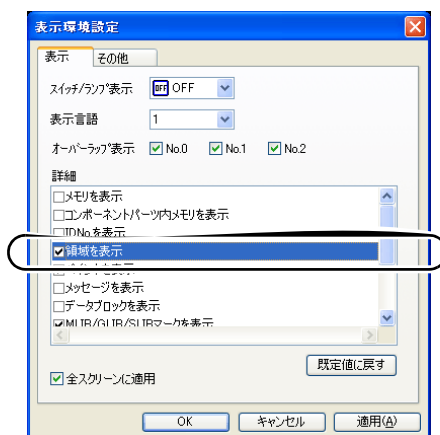 表示環境設定
表示 その他
スイッチ/ランプ表示 OFF OFF
表示言語 1
オーバーラップ表示 No.0 No.1 No.2
詳細
メモリを表示
コンポーネントパーツ内メモリを表示
IDNo.を表示
領域を表示
メッセージを表示
データブロックを表示
MLIB/GLIB/SLIBマークを表示
既定値に戻す
全スクリーンに適用
OK キャンセル 適用(A)